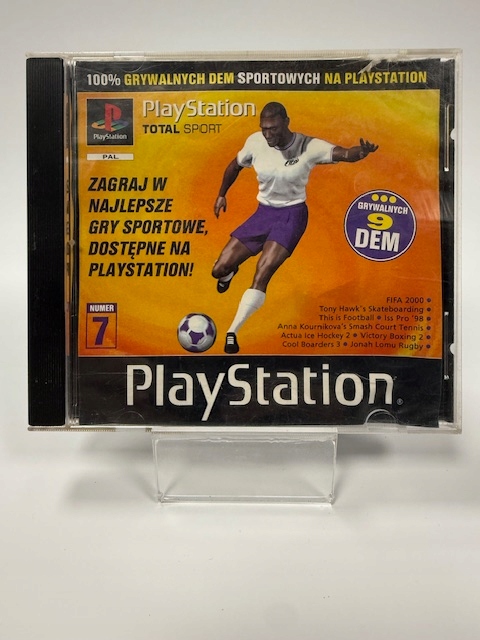 100% GRYWALNYCH DEM SPORTOWYCH NA PLAYSTATION
PlayStation
PAL
PlayStation
TOTAL SPORT
ZAGRAJ W
NAJLEPSZE
GRY SPORTOWE,
DOSTĘPNE NA
PLAYSTATION!
GRYWALNYCH
9
DEM
NUMER
7
FIFA 2000 •
Tony Hawk's Skateboarding •
This is Football • Iss Pro '98 •
Anna Kournikova's Smash Court Tennis •
Actua Ice Hockey 2 • Victory Boxing 2 •
Cool Boarders 3 • Jonah Lomu Rugby •
PlayStation®